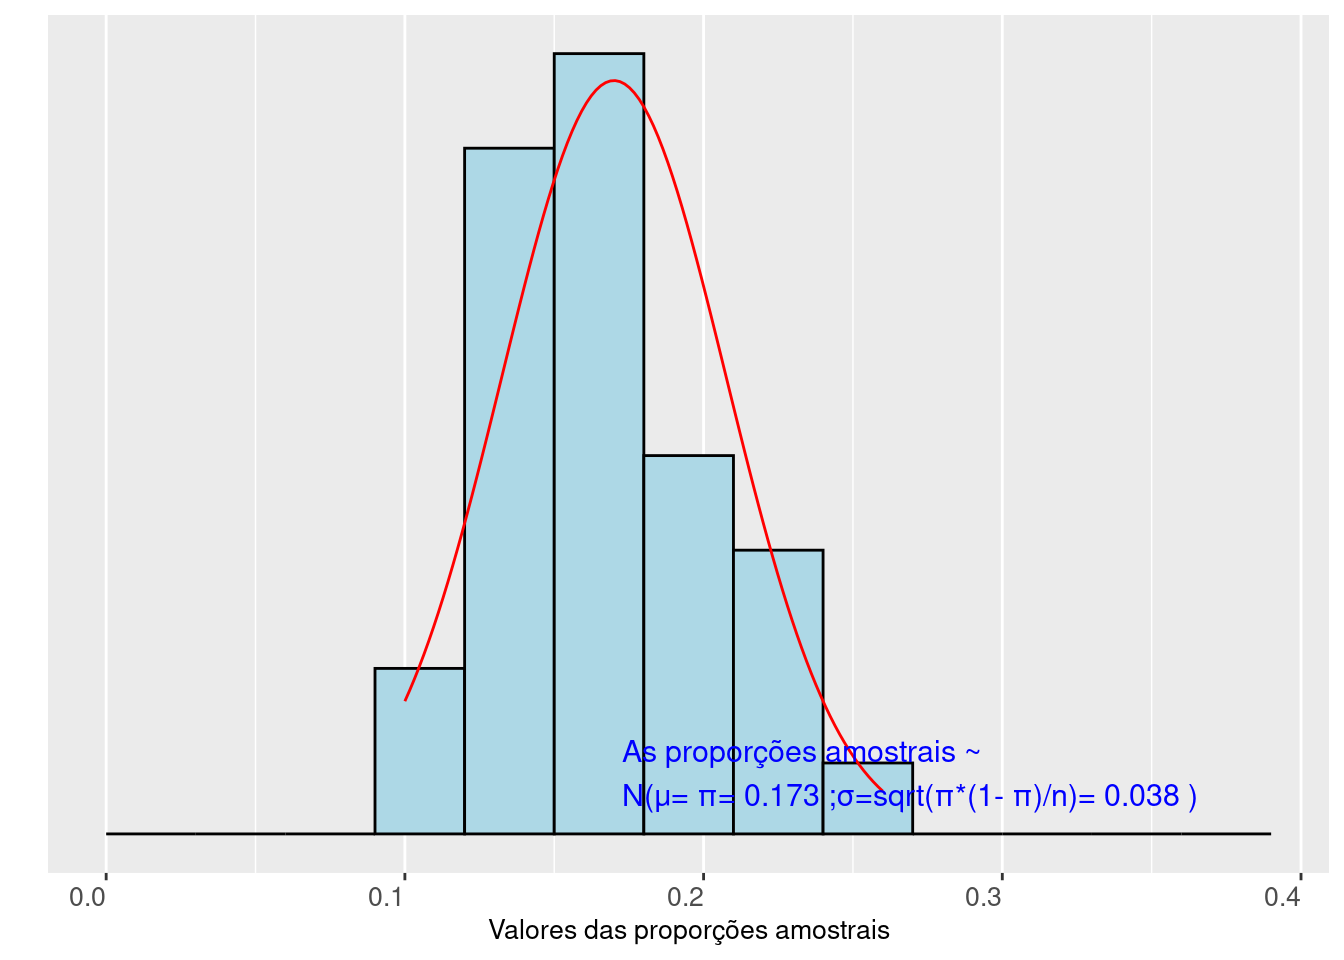 As proporções amostrais ~
N(μ= π= 0.173 ;σ=sqrt(π*(1- π)/n)= 0.038 )
0.0 0.1 0.2 0.3 0.4
Valores das proporções amostrais